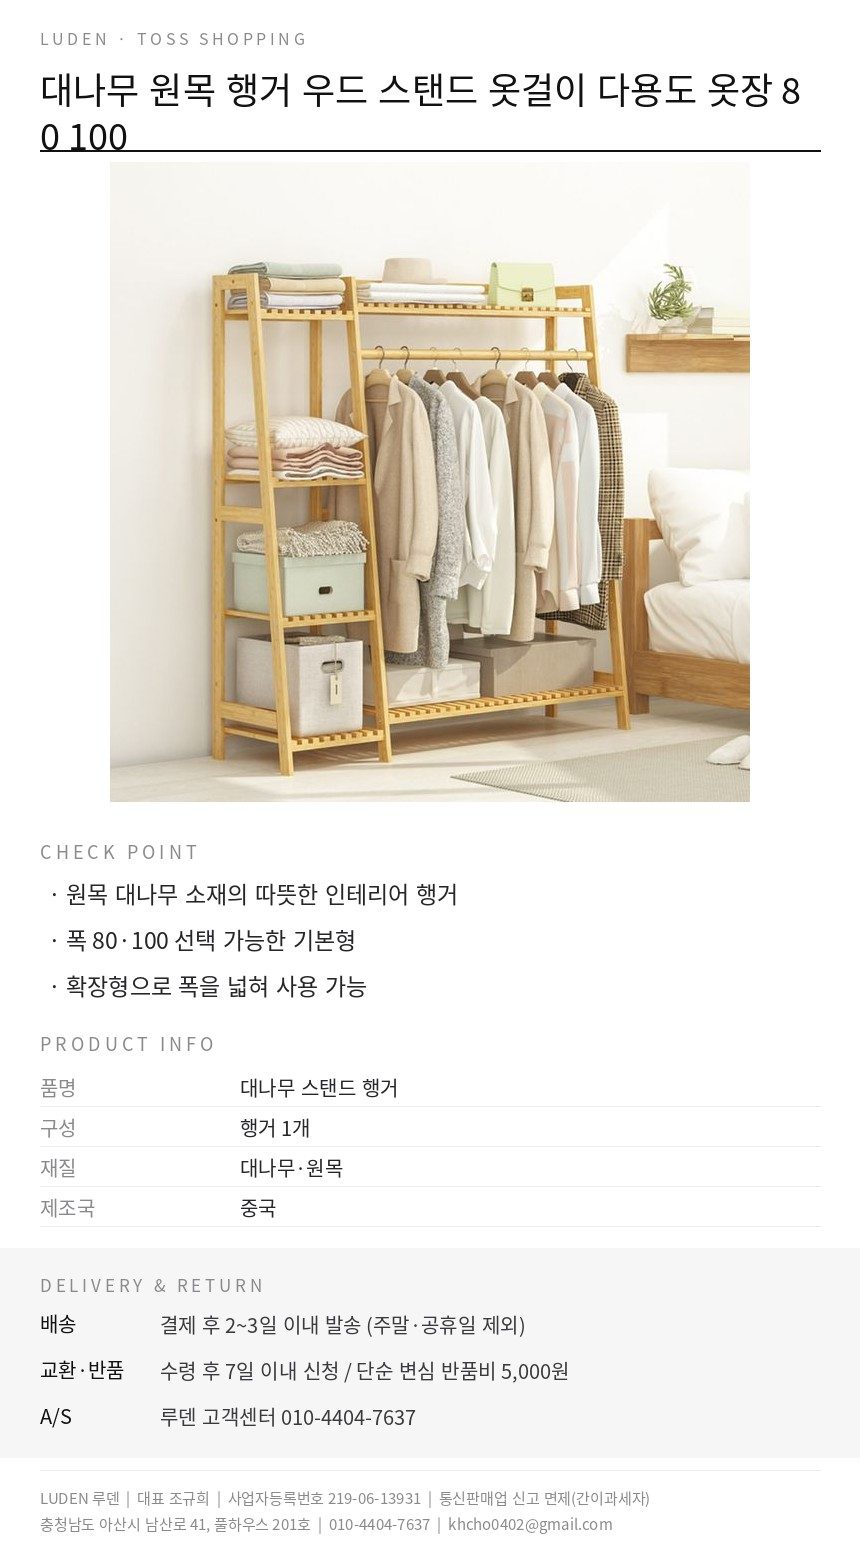 LUDEN · TOSS SHOPPING
대나무 원목 행거 우드 스탠드 옷걸이 다용도 옷장 8
0 100
CHECK POINT
· 원목 대나무 소재의 따뜻한 인테리어 행거
· 폭 80·100 선택 가능한 기본형
· 확장형으로 폭을 넓혀 사용 가능
PRODUCT INFO
품명 대나무 스탠드 행거
구성 행거 1개
재질 대나무·원목
제조국 중국
DELIVERY & RETURN
배송 결제 후 2~3일 이내 발송 (주말·공휴일 제외)
교환·반품 수령 후 7일 이내 신청 / 단순 변심 반품비 5,000원
A/S 루덴 고객센터 010-4404-7637
LUDEN 루덴 | 대표 조규희 | 사업자등록번호 219-06-13931 | 통신판매업 신고 면제(간이과세자)
충청남도 아산시 남산로 41, 풀하우스 201호 | 010-4404-7637 | khcho0402@gmail.com